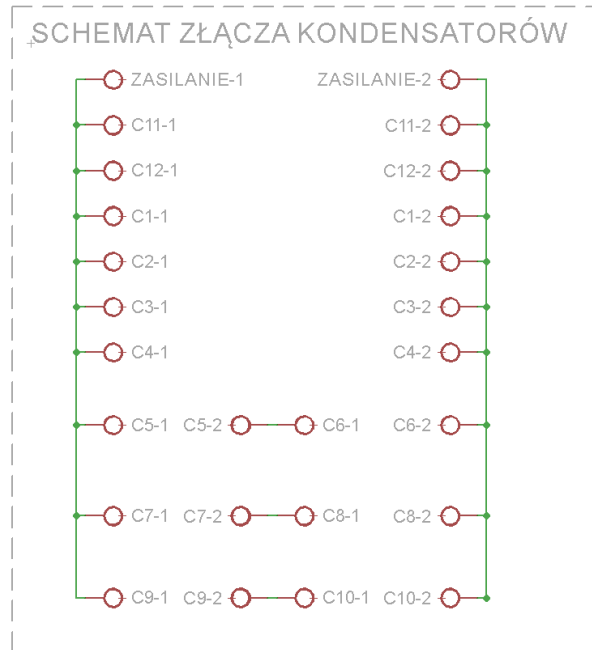 SCHEMAT ZŁĄCZA KONDENSATORÓW
ZASILANIE-1 ZASILANIE-2
C11-1 C11-2
C12-1 C12-2
C1-1 C1-2
C2-1 C2-2
C3-1 C3-2
C4-1 C4-2
C5-1 C5-2 C6-1 C6-2
C7-1 C7-2 C8-1 C8-2
C9-1 C9-2 C10-1 C10-2